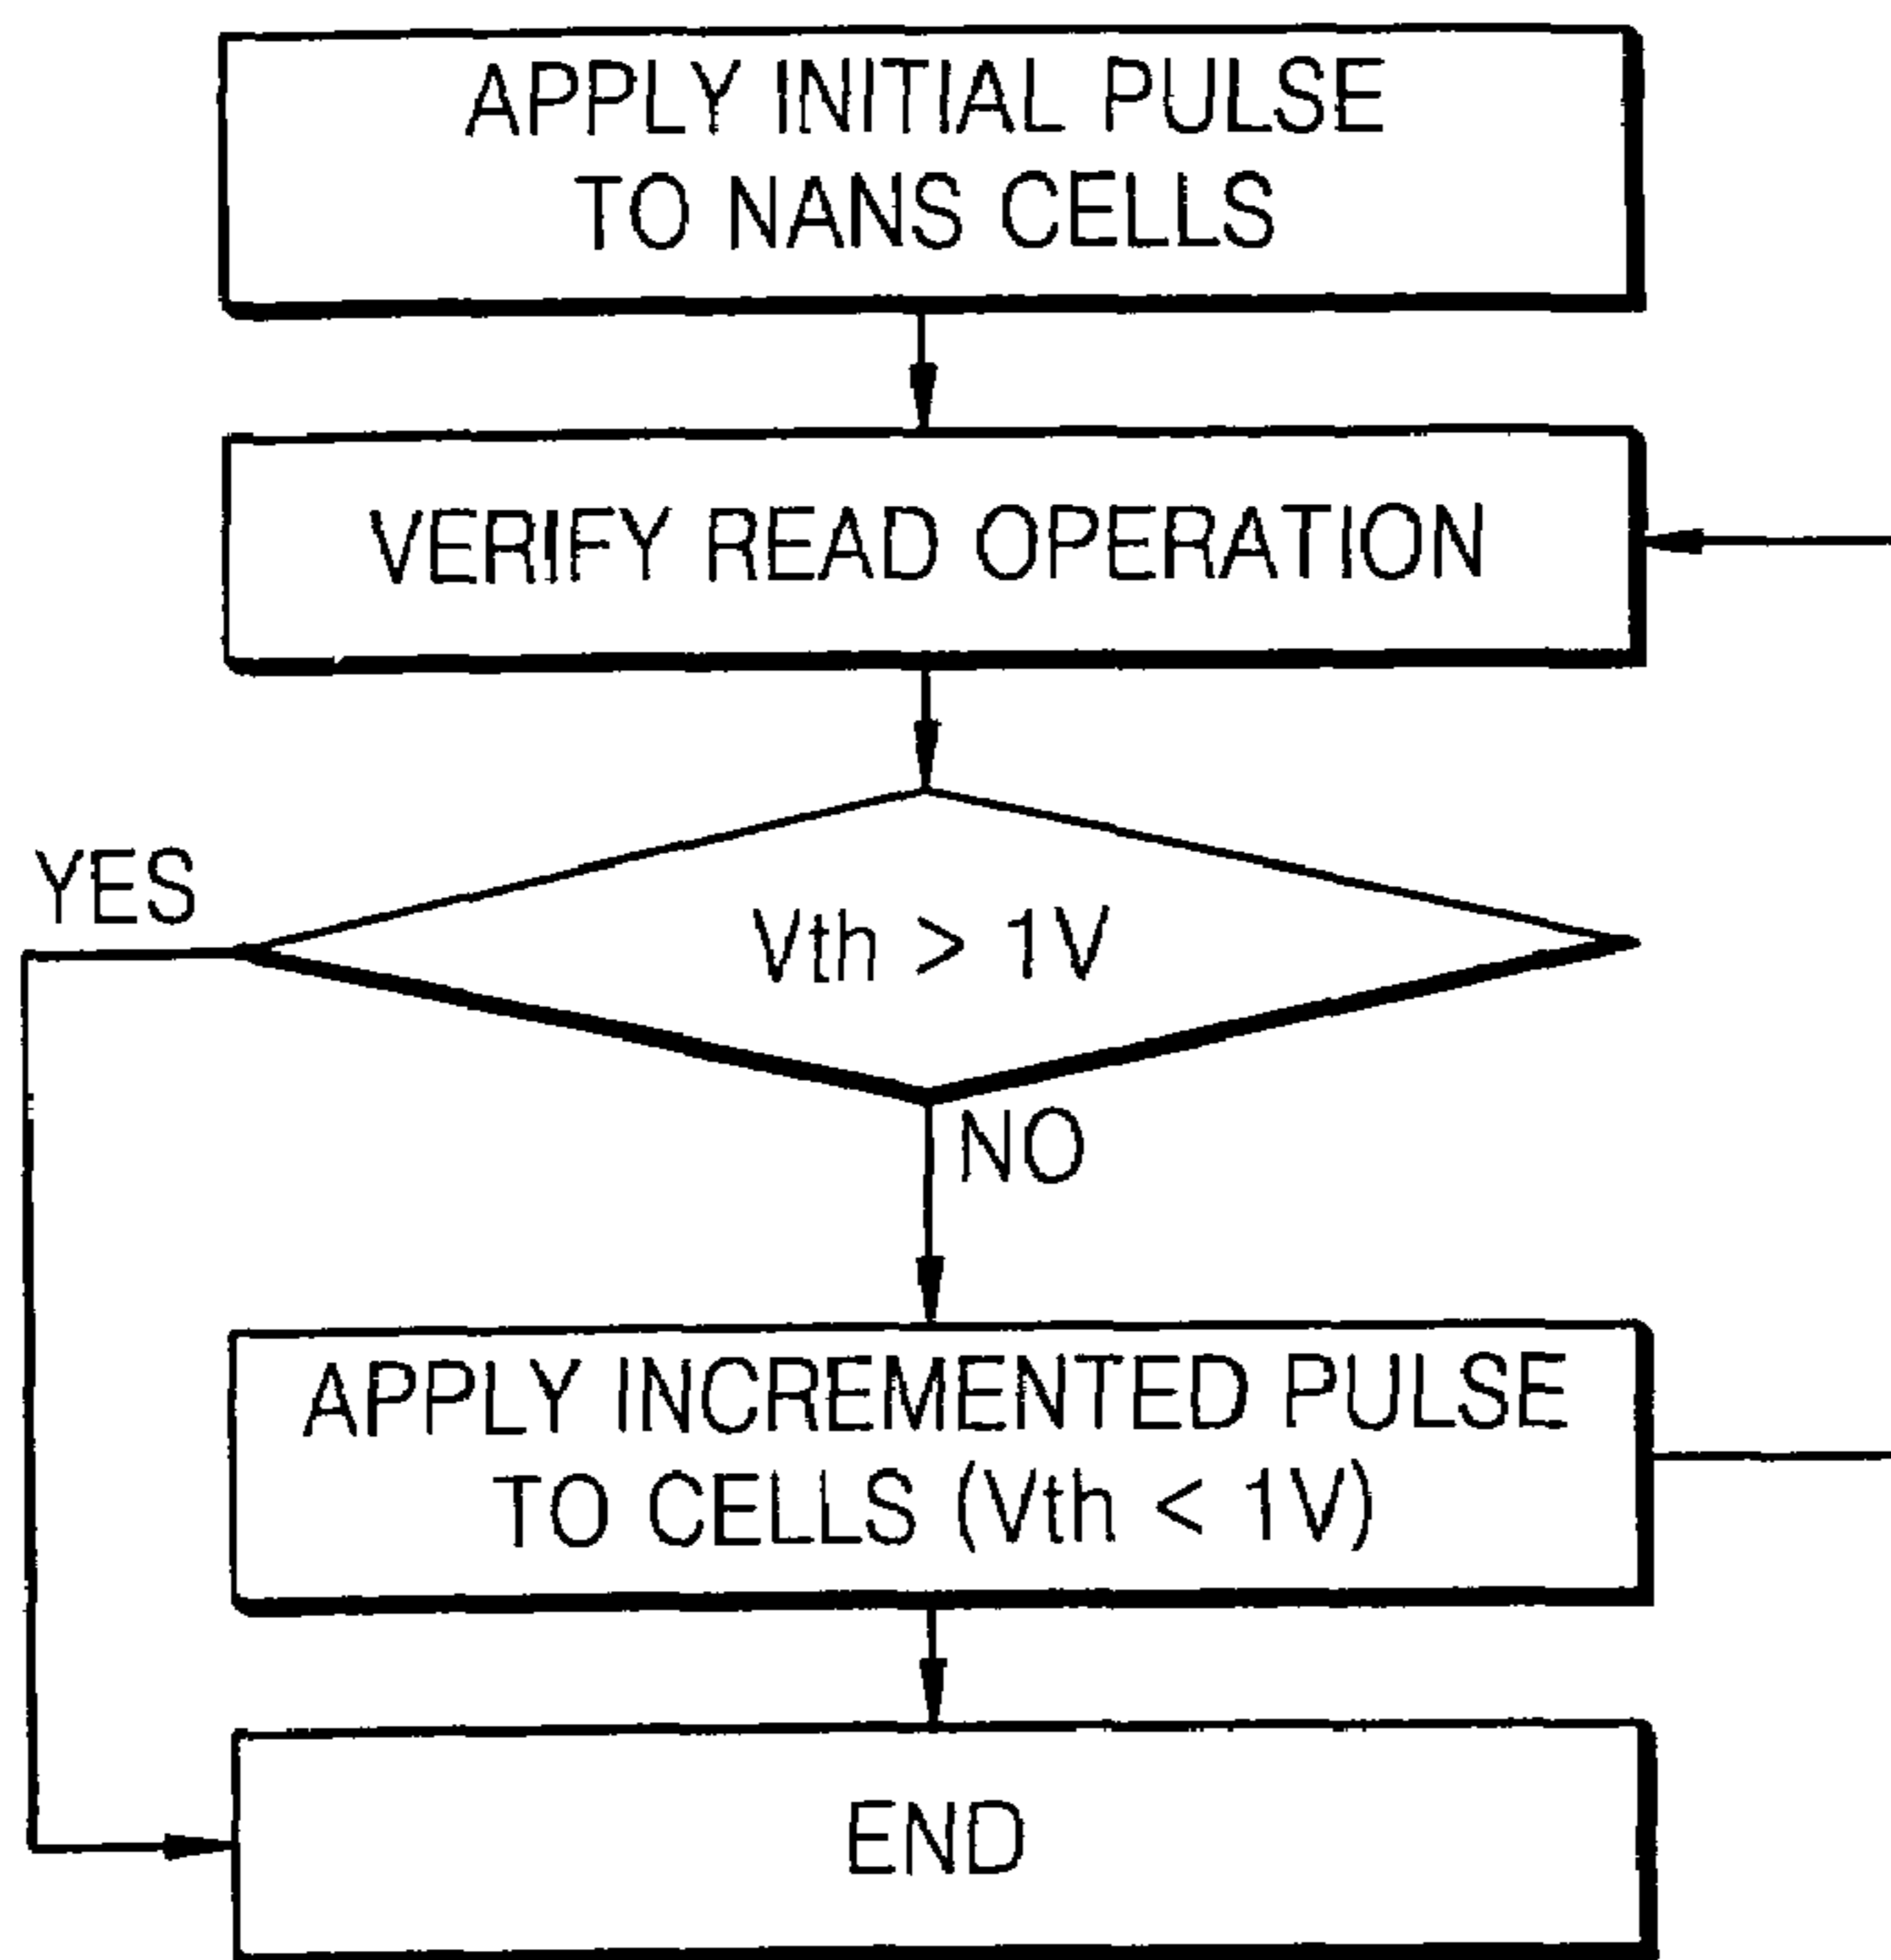 APPLY INITIAL PULSE
TO NANS CELLS
VERIFY READ OPERATION
YES
Vth > 1V
NO
APPLY INCREMENTED PULSE
TO CELLS (Vth < 1V)
END